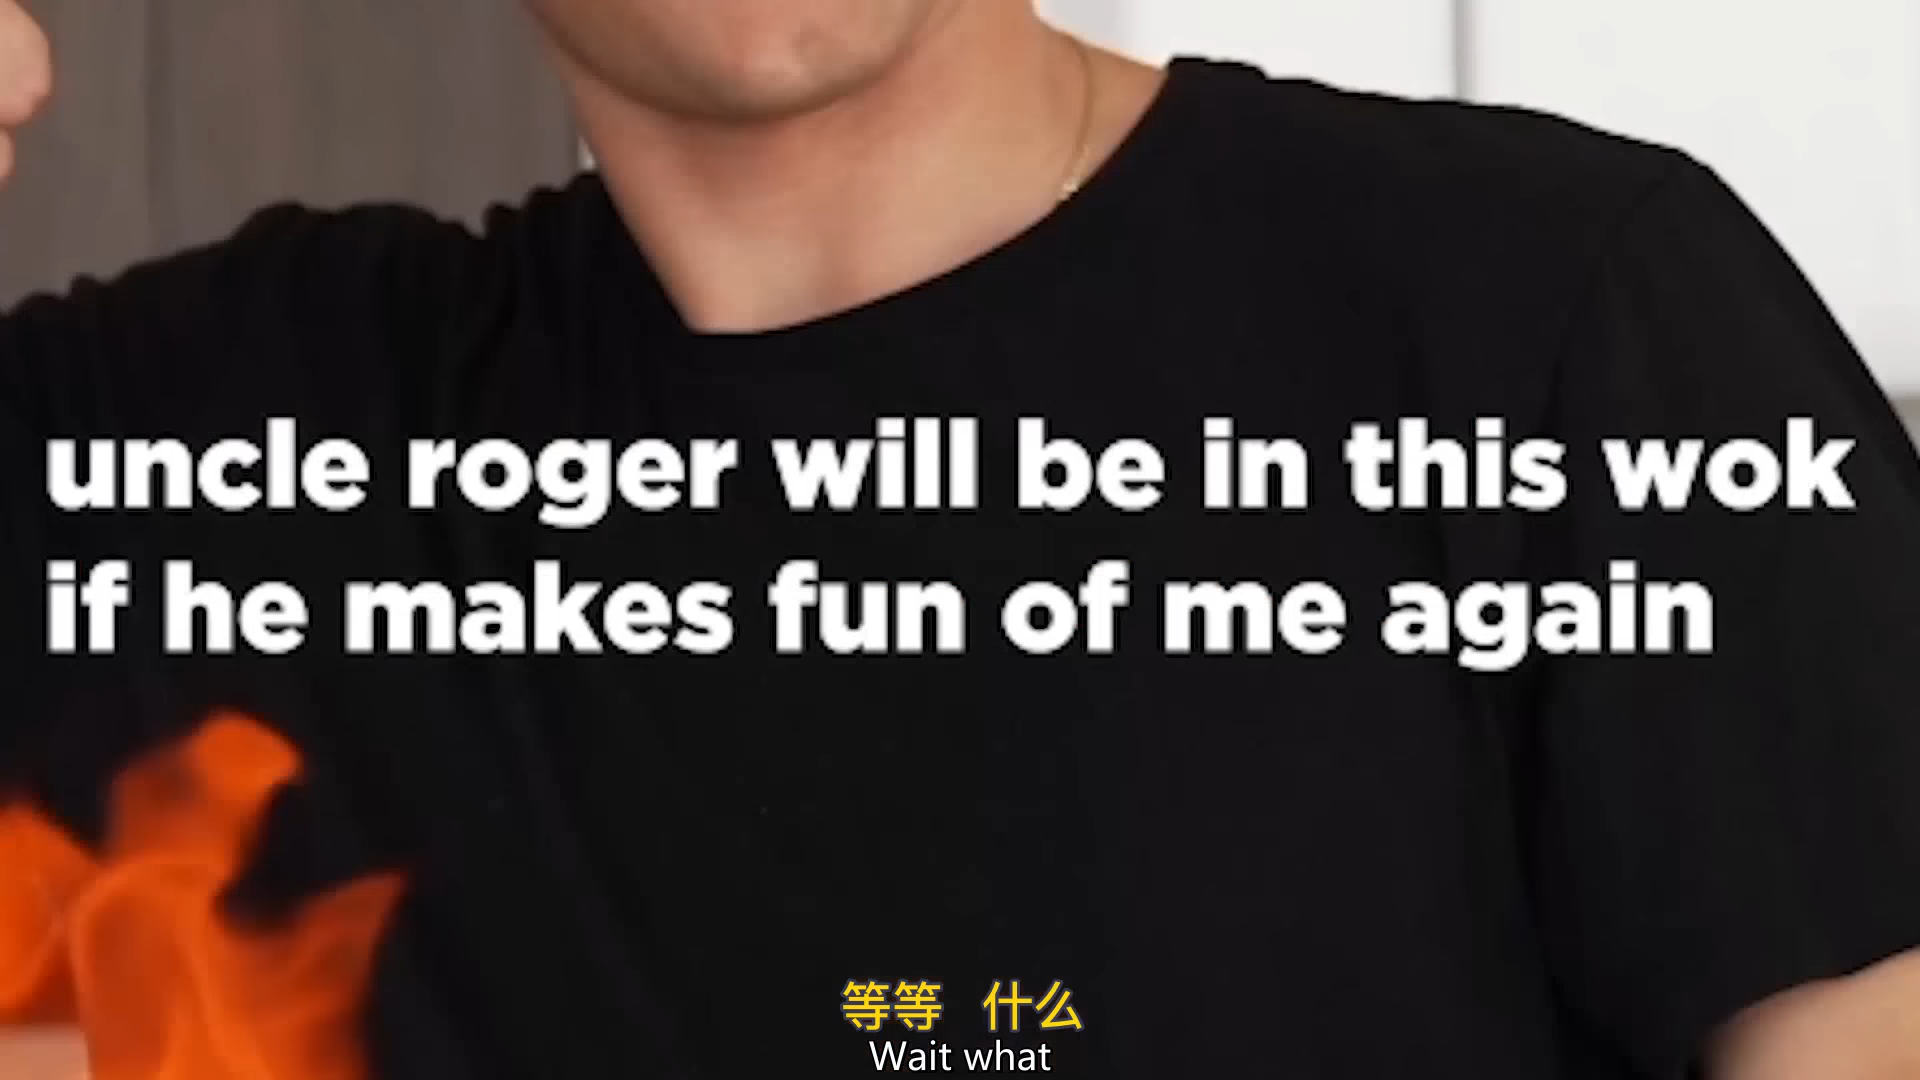 uncle roger will be in this wok
if he makes fun of me again
等等 什么
Wait what